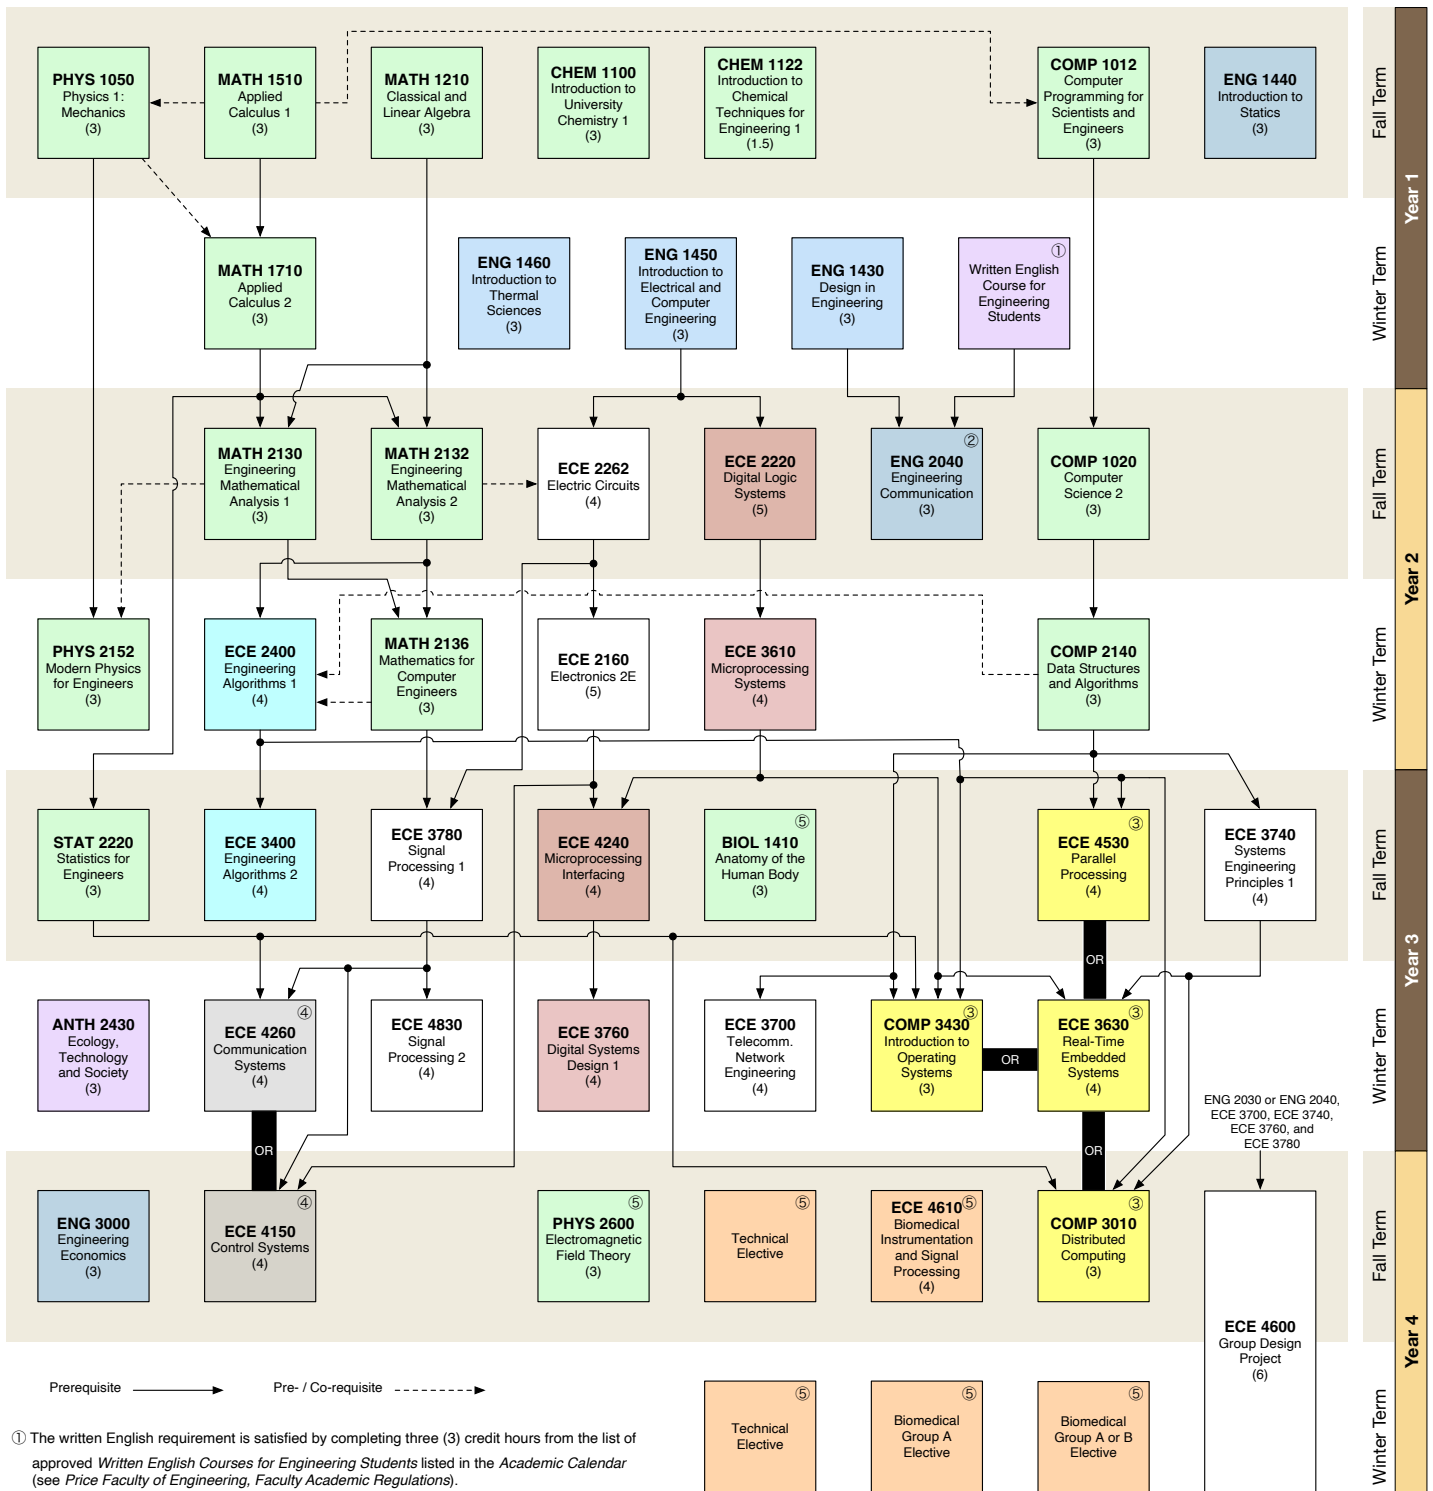 PHYS 1050
Physics 1:
Mechanics
(3)
MATH 1510
Applied
Calculus 1
(3)
MATH 1210
Classical and
Linear Algebra
(3)
CHEM 1100
Introduction to
University
Chemistry 1
(3)
CHEM 1122
Introduction to
Chemical
Techniques for
Engineering 1
(1.5)
COMP 1012
Computer
Programming for
Scientists and
Engineers
(3)
ENG 1440
Introduction to
Statics
(3)
Fall Term
Year 1
MATH 1710
Applied
Calculus 2
(3)
ENG 1460
Introduction to
Thermal
Sciences
(3)
ENG 1450
Introduction to
Electrical and
Computer
Engineering
(3)
ENG 1430
Design in
Engineering
(3)
①
Written English
Course for
Engineering
Students
Winter Term
MATH 2130
Engineering
Mathematical
Analysis 1
(3)
MATH 2132
Engineering
Mathematical
Analysis 2
(3)
ECE 2262
Electric Circuits
(4)
ECE 2220
Digital Logic
Systems
(5)
②
ENG 2040
Engineering
Communication
(3)
COMP 1020
Computer
Science 2
(3)
Fall Term
Year 2
PHYS 2152
Modern Physics
for Engineers
(3)
ECE 2400
Engineering
Algorithms 1
(4)
MATH 2136
Mathematics for
Computer
Engineers
(3)
ECE 2160
Electronics 2E
(5)
ECE 3610
Microprocessing
Systems
(4)
COMP 2140
Data Structures
and Algorithms
(3)
Winter Term
STAT 2220
Statistics for
Engineers
(3)
ECE 3400
Engineering
Algorithms 2
(4)
ECE 3780
Signal
Processing 1
(4)
ECE 4240
Microprocessing
Interfacing
(4)
⑤
BIOL 1410
Anatomy of the
Human Body
(3)
③
ECE 4530
Parallel
Processing
(4)
ECE 3740
Systems
Engineering
Principles 1
(4)
Fall Term
Year 3
OR
ANTH 2430
Ecology,
Technology
and Society
(3)
④
ECE 4260
Communication
Systems
(4)
ECE 4830
Signal
Processing 2
(4)
ECE 3760
Digital Systems
Design 1
(4)
ECE 3700
Telecomm.
Network
Engineering
(4)
③
COMP 3430
Introduction to
Operating
Systems
(3)
OR
③
ECE 3630
Real-Time
Embedded
Systems
(4)
Winter Term
ENG 2030 or ENG 2040,
ECE 3700, ECE 3740,
ECE 3760, and
ECE 3780
OR
OR
ENG 3000
Engineering
Economics
(3)
④
ECE 4150
Control Systems
(4)
⑤
PHYS 2600
Electromagnetic
Field Theory
(3)
⑤
Technical
Elective
⑤
ECE 4610
Biomedical
Instrumentation
and Signal
Processing
(4)
③
COMP 3010
Distributed
Computing
(3)
ECE 4600
Group Design
Project
(6)
Fall Term
Year 4
Prerequisite
Pre- / Co-requisite
⑤
Technical
Elective
⑤
Biomedical
Group A
Elective
⑤
Biomedical
Group A or B
Elective
Winter Term
① The written English requirement is satisfied by completing three (3) credit hours from the list of
approved Written English Courses for Engineering Students listed in the Academic Calendar
(see Price Faculty of Engineering, Faculty Academic Regulations).